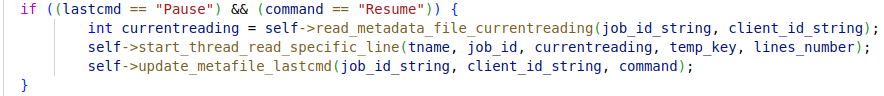 if ((lastcmd == "Pause") && (command == "Resume")) {
int currentreading = self->read_metadata_file_currentreading(job_id_string, client_id_string);
self->start_thread_read_specific_line(tname, job_id, currentreading, temp_key, lines_number);
self->update_metafile_lastcmd(job_id_string, client_id_string, command);
}